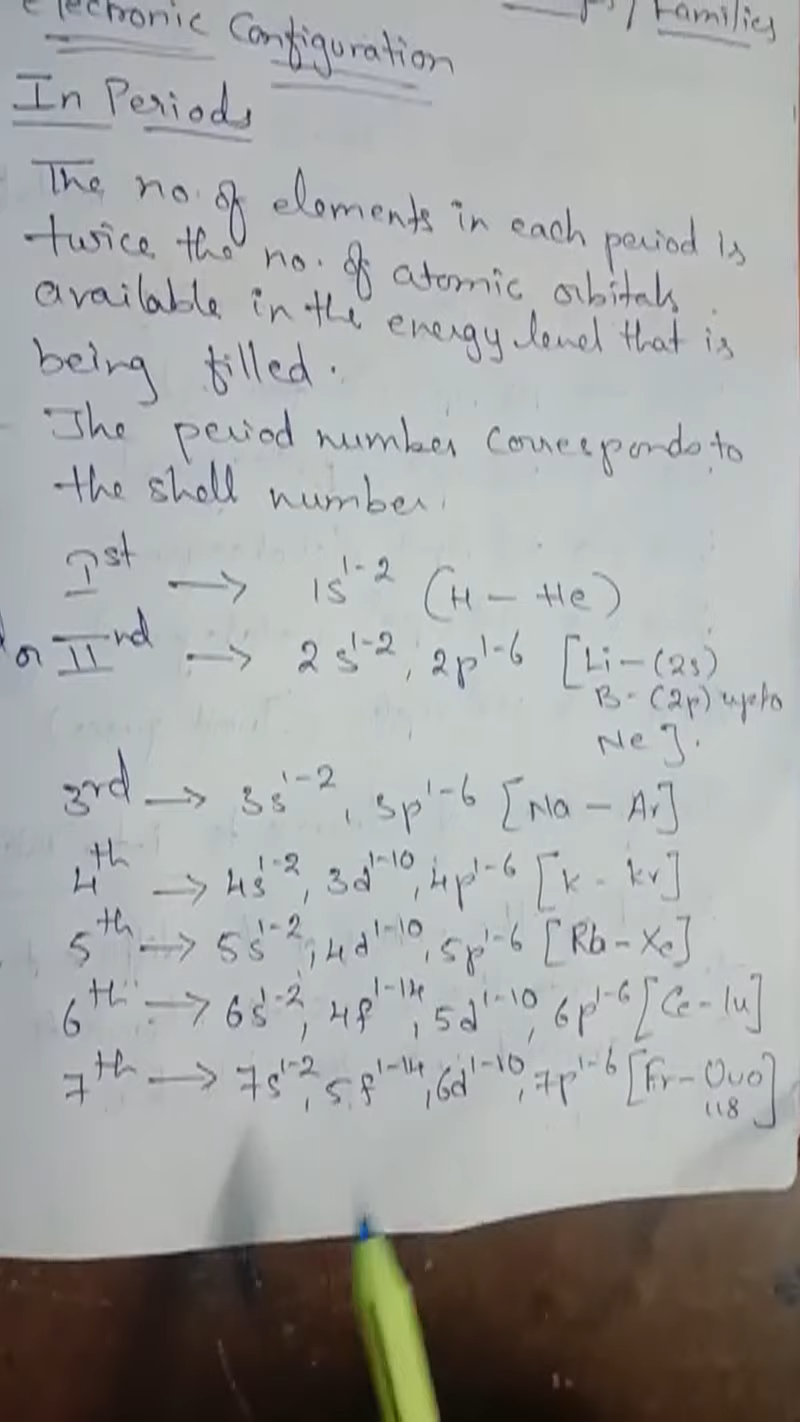 Electronic Configuration
Families
In Periods
The no. of elements in each period is
twice the no. of atomic orbitals
available in the energy level that is
being filled.
The period number corresponds to
the shell number.
Ist → 1s1-2 (H - He)
or IInd → 2s1-2, 2p1-6 [Li - (2s)
B - (2p) upto
Ne].
3rd → 3s1-2, 3p1-6 [Na - Ar]
4th → 4s1-2, 3d1-10, 4p1-6 [K - Kr]
5th → 5s1-2, 4d1-10, 5p1-6 [Rb - Xe]
6th → 6s1-2, 4f1-14, 5d1-10, 6p1-6 [Ce - Lu]
7th → 7s1-2, 5f1-14, 6d1-10, 7p1-6 [Fr - Ouo]
118